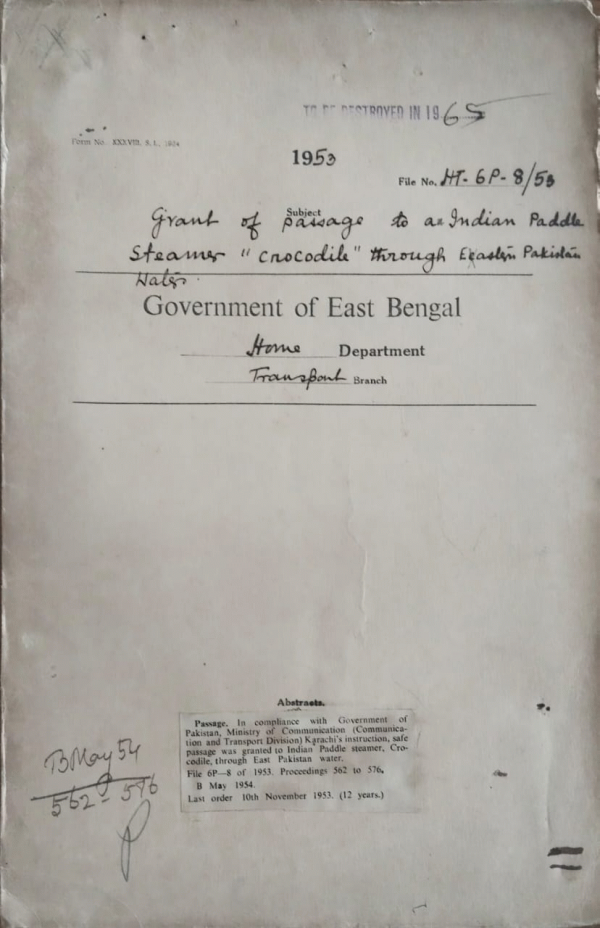 TO BE DESTROYED IN 1965
Form No. XXXVIII. S.L. 1884
1953
File No. HT-6P-8/53
Subject
Grant of passage to an Indian Paddle
Steamer "Crocodile" through Eastern Pakistan
Water.
Government of East Bengal
Home Department
Transport Branch
Abstracts.
Passage. In compliance with Government of
Pakistan, Ministry of Communication (Communica-
tion and Transport Division) Karachi's instruction, safe
passage was granted to Indian Paddle steamer, Cro-
codile, through East Pakistan water.
File 6P—8 of 1953. Proceedings 562 to 576.
B May 1954.
Last order 10th November 1953. (12 years.)
B May 54
562-576